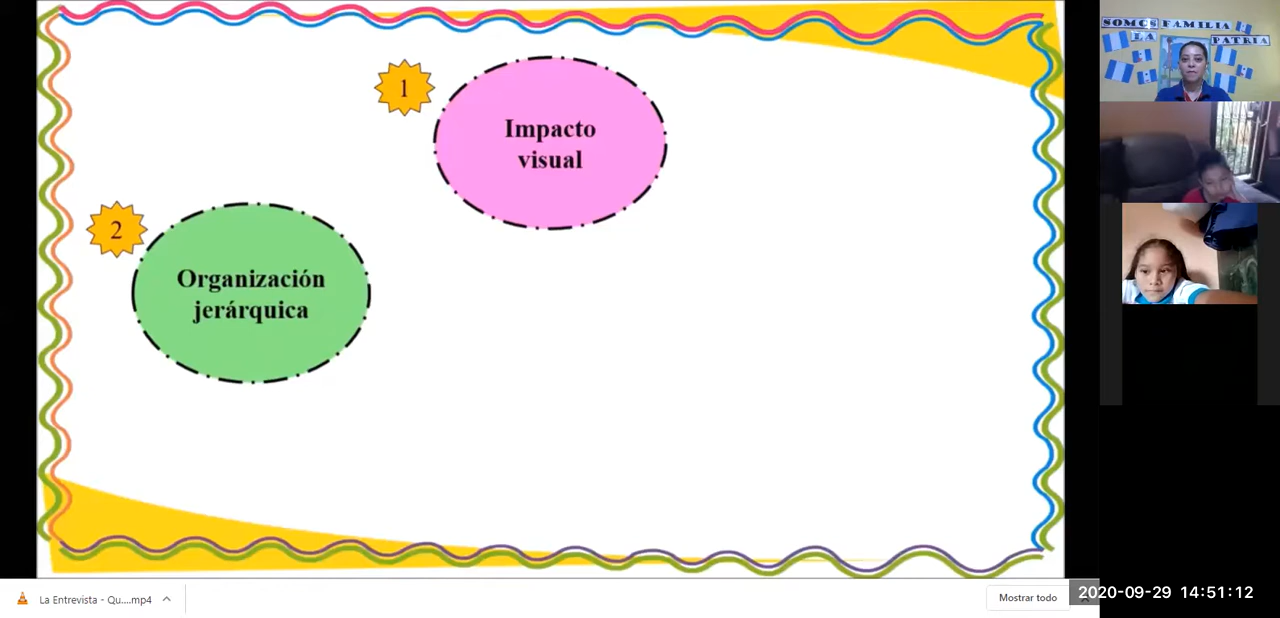 1
Impacto
visual
2
Organización
jerárquica
SOMOS FAMILIA
LA
PATRIA
La Entrevista - Qu....mp4
Mostrar todo
2020-09-29 14:51:12